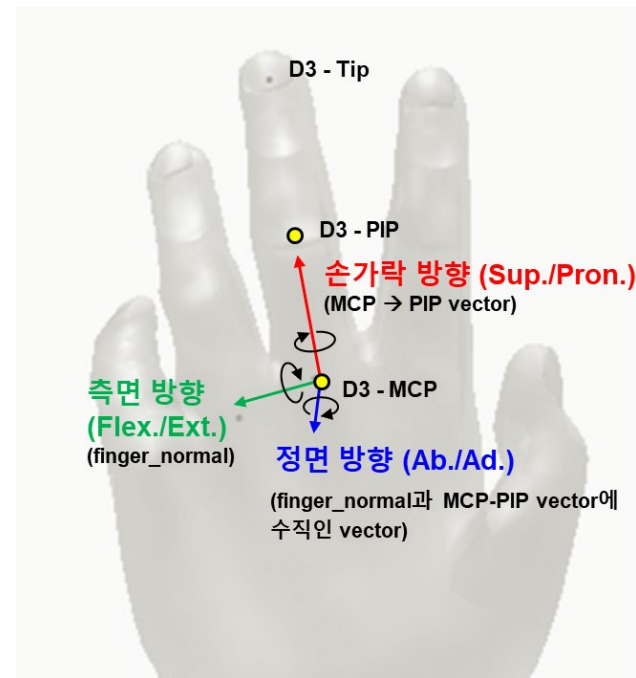 D3 - Tip
D3 - PIP
손가락 방향 (Sup./Pron.)
(MCP → PIP vector)
D3 - MCP
측면 방향
(Flex./Ext.)
(finger_normal)
정면 방향 (Ab./Ad.)
(finger_normal과 MCP-PIP vector에
수직인 vector)